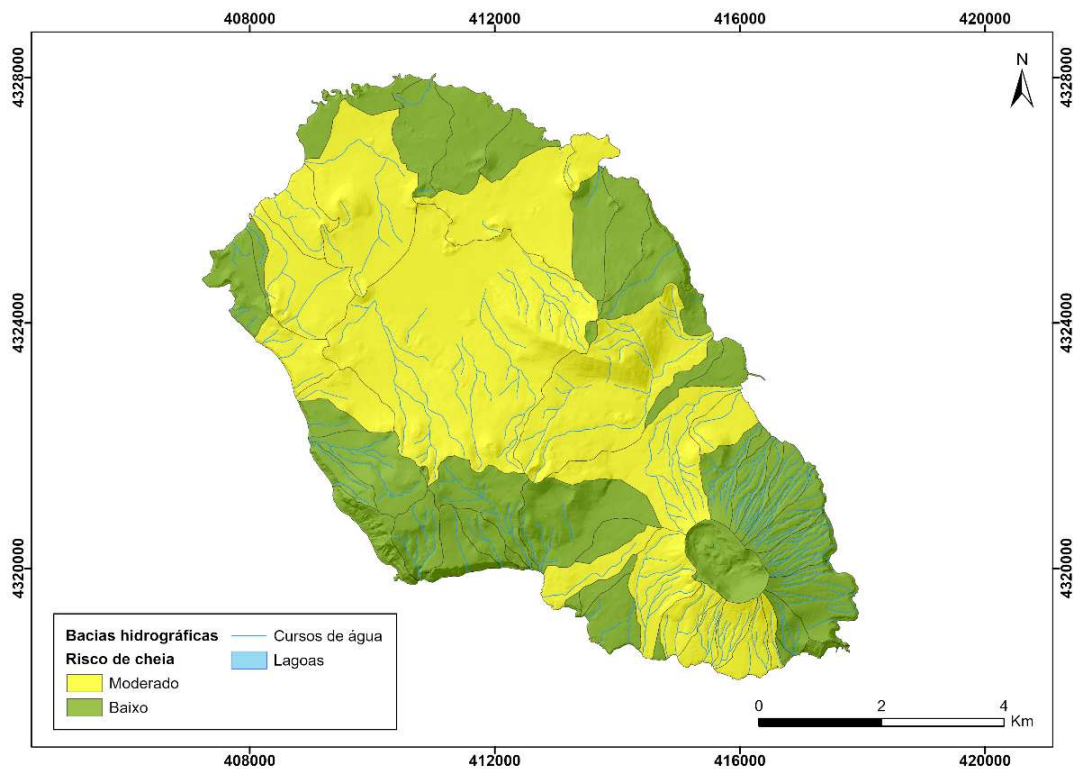 408000 412000 416000 420000
4328000 4328000
N
4324000 4324000
4320000 4320000
Bacias hidrográficas
Cursos de água
Risco de cheia
Lagoas
Moderado
Baixo
0 2 4
Km
408000 412000 416000 420000